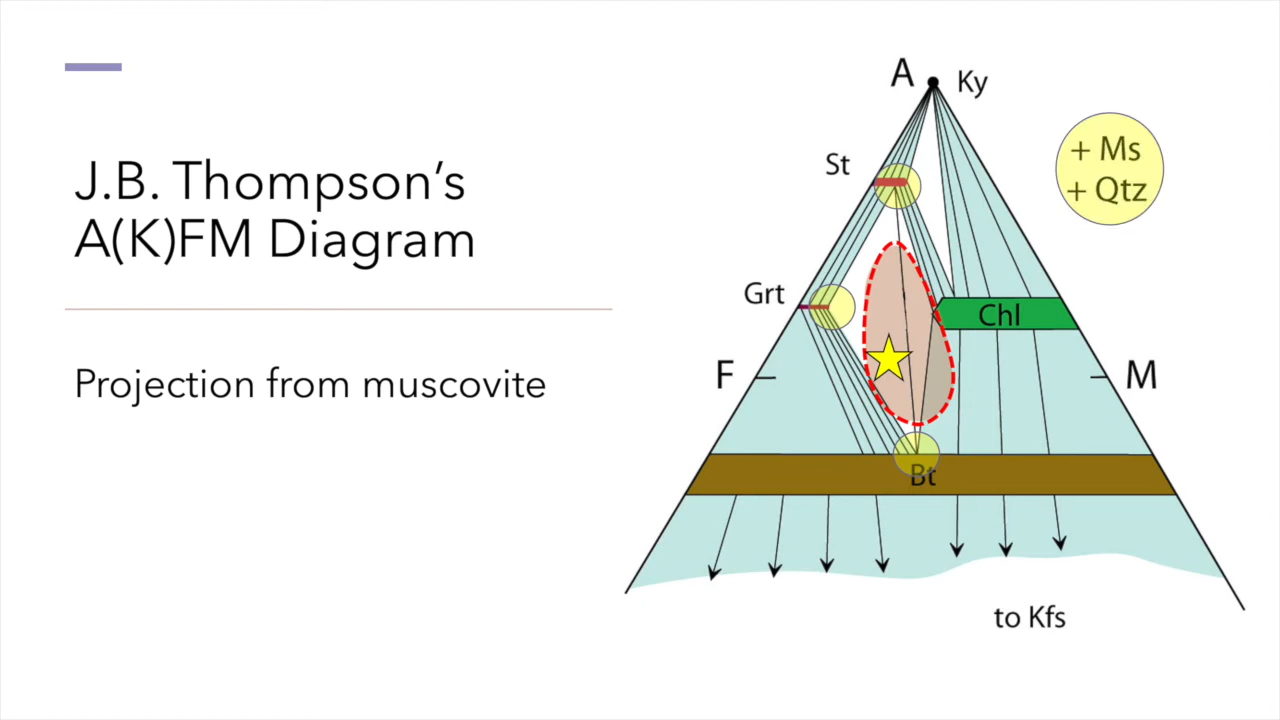 J.B. Thompson’s
A(K)FM Diagram
Projection from muscovite
A
Ky
+ Ms
+ Qtz
St
Grt
Chl
F
M
Bt
to Kfs